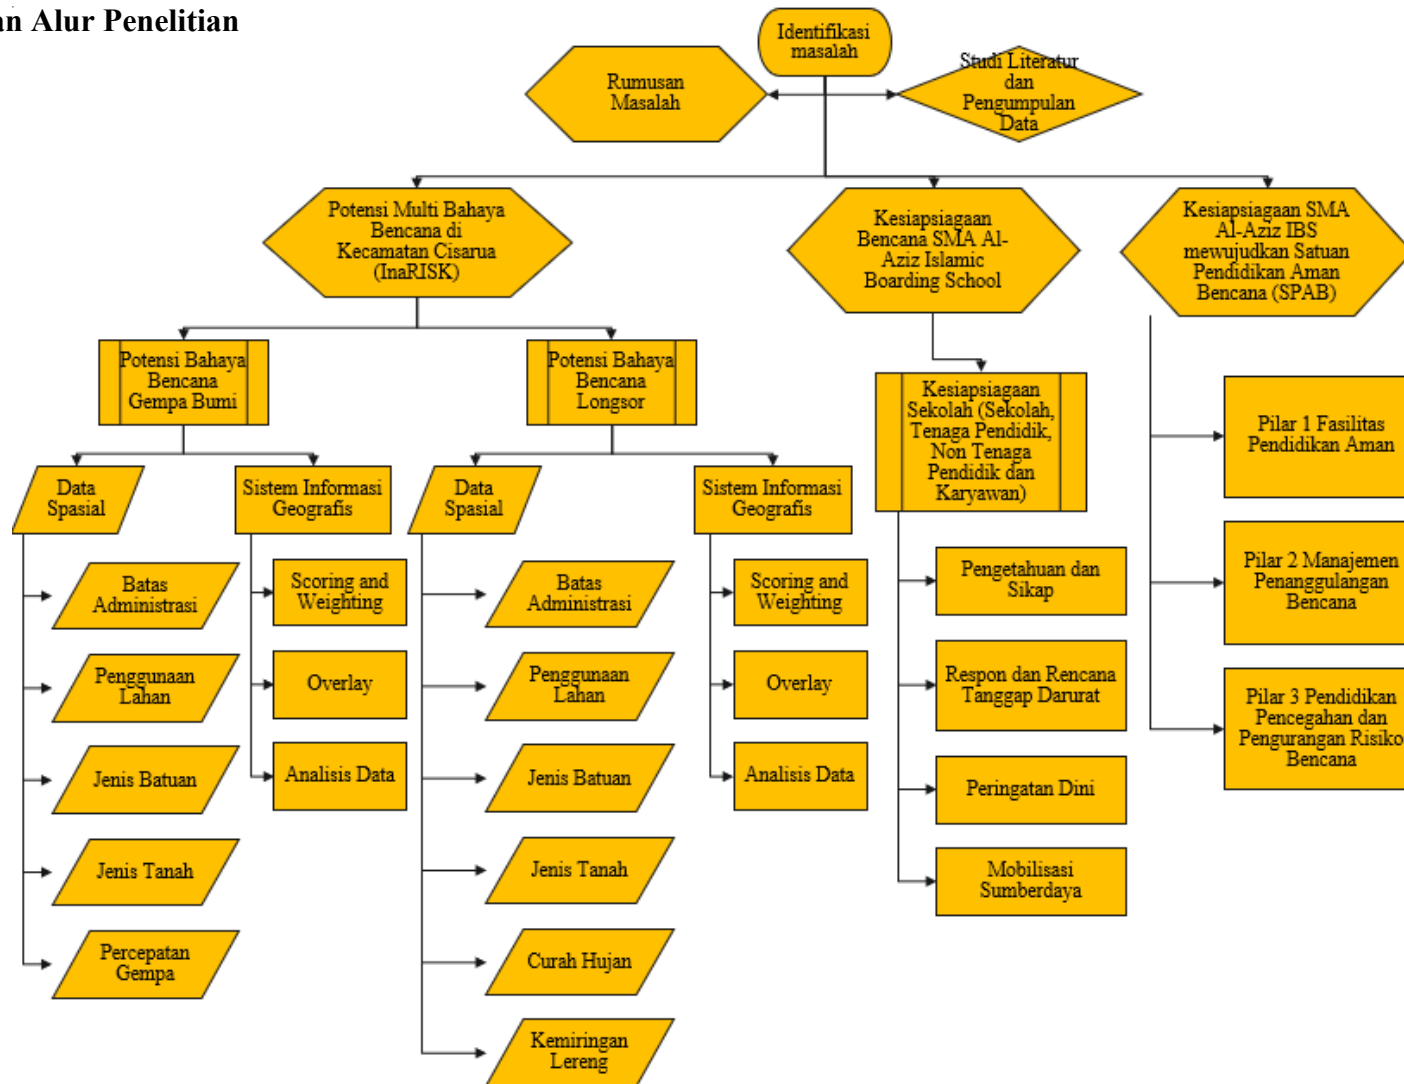 an Alur Penelitian
Identifikasi
masalah
Rumusan
Masalah
Studi Literatur
dan
Pengumpulan
Data
Potensi Multi Bahaya
Bencana di
Kecamatan Cisarua
(InaRISK)
Kesiapsiagaan
Bencana SMA Al-
Aziz Islamic
Boarding School
Kesiapsiagaan SMA
Al-Aziz IBS
mewujudkan Satuan
Pendidikan Aman
Bencana (SPAB)
Potensi Bahaya
Bencana
Gempa Bumi
Potensi Bahaya
Bencana
Longsor
Kesiapsiagaan
Sekolah (Sekolah,
Tenaga Pendidik,
Non Tenaga
Pendidik dan
Karyawan)
Data
Spasial
Sistem Informasi
Geografis
Data
Spasial
Sistem Informasi
Geografis
Batas
Administrasi
Penggunaan
Lahan
Jenis Batuan
Jenis Tanah
Percepatan
Gempa
Scoring and
Weighting
Overlay
Analisis Data
Batas
Administrasi
Penggunaan
Lahan
Jenis Batuan
Jenis Tanah
Curah Hujan
Kemiringan
Lereng
Scoring and
Weighting
Overlay
Analisis Data
Pengetahuan dan
Sikap
Respon dan Rencana
Tanggap Darurat
Peringatan Dini
Mobilisasi
Sumberdaya
Pilar 1 Fasilitas
Pendidikan Aman
Pilar 2 Manajemen
Penanggulangan
Bencana
Pilar 3 Pendidikan
Pencegahan dan
Pengurangan Risiko
Bencana